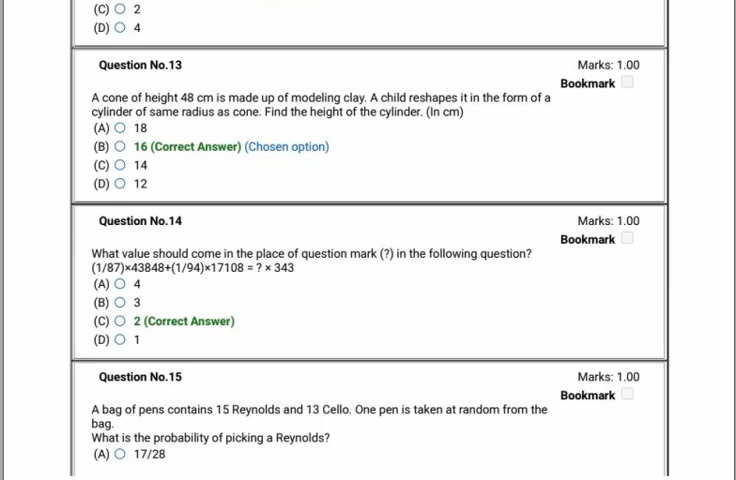 (C) 2
(D) 4
Question No.13 Marks: 1.00
Bookmark
A cone of height 48 cm is made up of modeling clay. A child reshapes it in the form of a
cylinder of same radius as cone. Find the height of the cylinder. (In cm)
(A) 18
(B) 16 (Correct Answer) (Chosen option)
(C) 14
(D) 12
Question No.14 Marks: 1.00
Bookmark
What value should come in the place of question mark (?) in the following question?
(1/87)×43848+(1/94)×17108 = ? × 343
(A) 4
(B) 3
(C) 2 (Correct Answer)
(D) 1
Question No.15 Marks: 1.00
Bookmark
A bag of pens contains 15 Reynolds and 13 Cello. One pen is taken at random from the
bag.
What is the probability of picking a Reynolds?
(A) 17/28